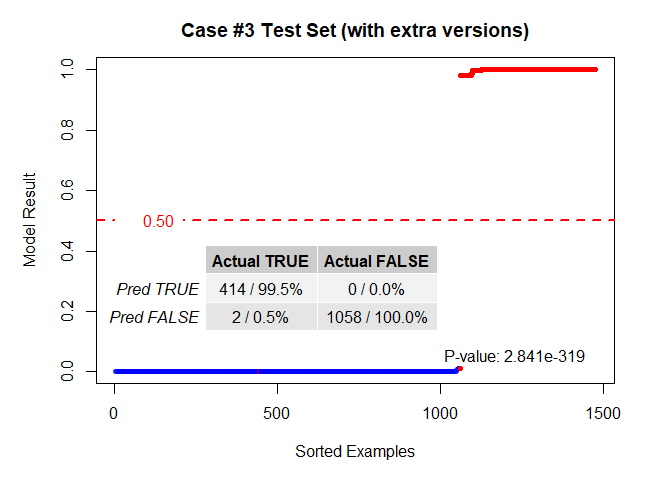 Case #3 Test Set (with extra versions)
Model Result
1.0
0.8
0.6
0.4
0.2
0.0
0.50
Actual TRUE Actual FALSE
Pred TRUE 414 / 99.5% 0 / 0.0%
Pred FALSE 2 / 0.5% 1058 / 100.0%
P-value: 2.841e-319
0 500 1000 1500
Sorted Examples